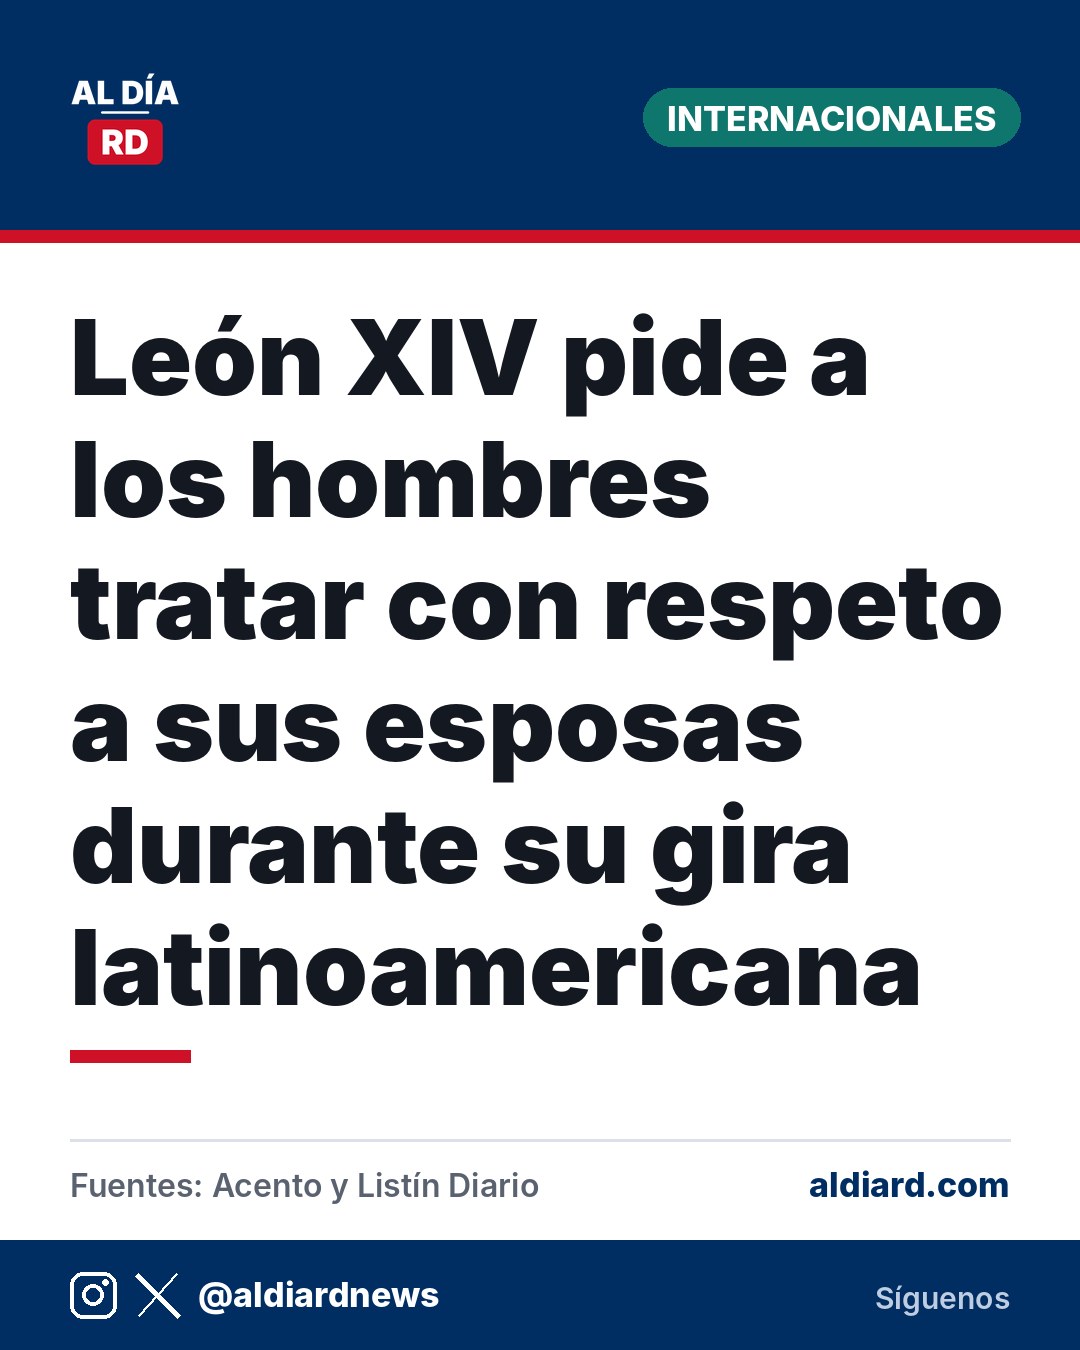 AL DÍA
RD
INTERNACIONALES
León XIV pide a
los hombres
tratar con respeto
a sus esposas
durante su gira
latinoamericana
Fuentes: Acento y Listín Diario
aldiard.com
@aldiardnews
Síguenos